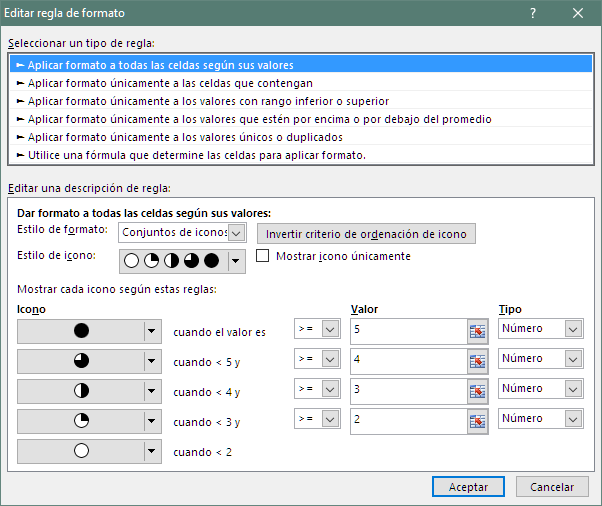 Editar regla de formato ?
Seleccionar un tipo de regla:
► Aplicar formato a todas las celdas según sus valores
► Aplicar formato únicamente a las celdas que contengan
► Aplicar formato únicamente a los valores con rango inferior o superior
► Aplicar formato únicamente a los valores que estén por encima o por debajo del promedio
► Aplicar formato únicamente a los valores únicos o duplicados
► Utilice una fórmula que determine las celdas para aplicar formato.
Editar una descripción de regla:
Dar formato a todas las celdas según sus valores:
Estilo de formato: Conjuntos de iconos Invertir criterio de ordenación de icono
Estilo de icono: Mostrar icono únicamente
Mostrar cada icono según estas reglas:
Icono Valor Tipo
cuando el valor es >= 5 Número
cuando < 5 y >= 4 Número
cuando < 4 y >= 3 Número
cuando < 3 y >= 2 Número
cuando < 2
Aceptar Cancelar